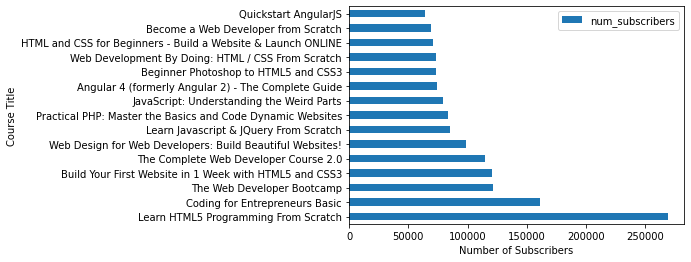 Course Title
Quickstart AngularJS
Become a Web Developer from Scratch
HTML and CSS for Beginners - Build a Website & Launch ONLINE
Web Development By Doing: HTML / CSS From Scratch
Beginner Photoshop to HTML5 and CSS3
Angular 4 (formerly Angular 2) - The Complete Guide
JavaScript: Understanding the Weird Parts
Practical PHP: Master the Basics and Code Dynamic Websites
Learn Javascript & JQuery From Scratch
Web Design for Web Developers: Build Beautiful Websites!
The Complete Web Developer Course 2.0
Build Your First Website in 1 Week with HTML5 and CSS3
The Web Developer Bootcamp
Coding for Entrepreneurs Basic
Learn HTML5 Programming From Scratch
num_subscribers
0 50000 100000 150000 200000 250000
Number of Subscribers